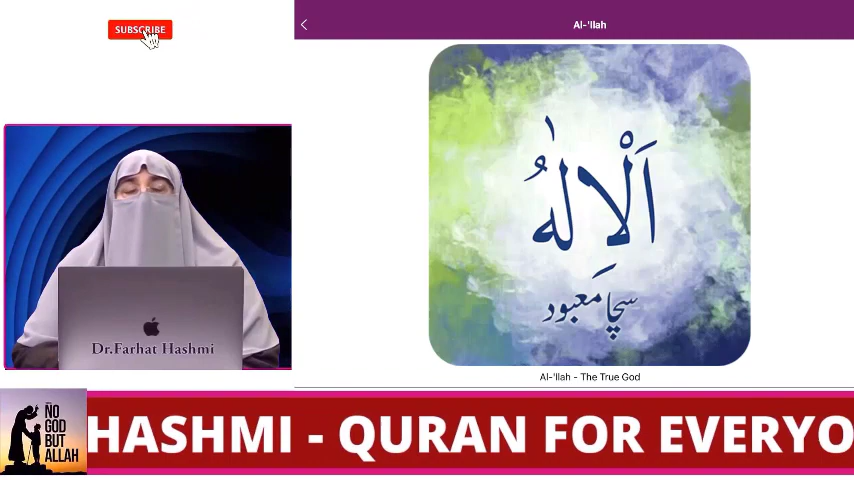 SUBSCRIBE
Al-'Ilah
اَلْاِلٰهُ
سچا معبود
Al-'Ilah - The True God
Dr.Farhat Hashmi
NO
GOD
BUT
ALLAH
HASHMI - QURAN FOR EVERYO